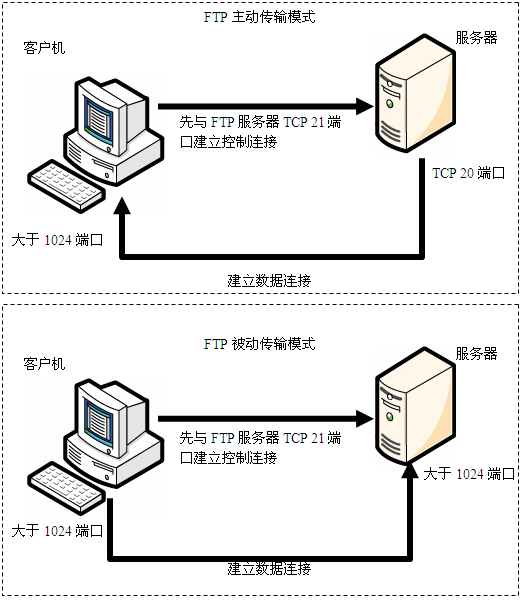 FTP 主动传输模式
客户机
服务器
先与 FTP 服务器 TCP 21 端
口建立控制连接
TCP 20 端口
大于 1024 端口
建立数据连接
FTP 被动传输模式
客户机
服务器
先与 FTP 服务器 TCP 21 端
口建立控制连接
大于 1024 端口
大于 1024 端口
建立数据连接